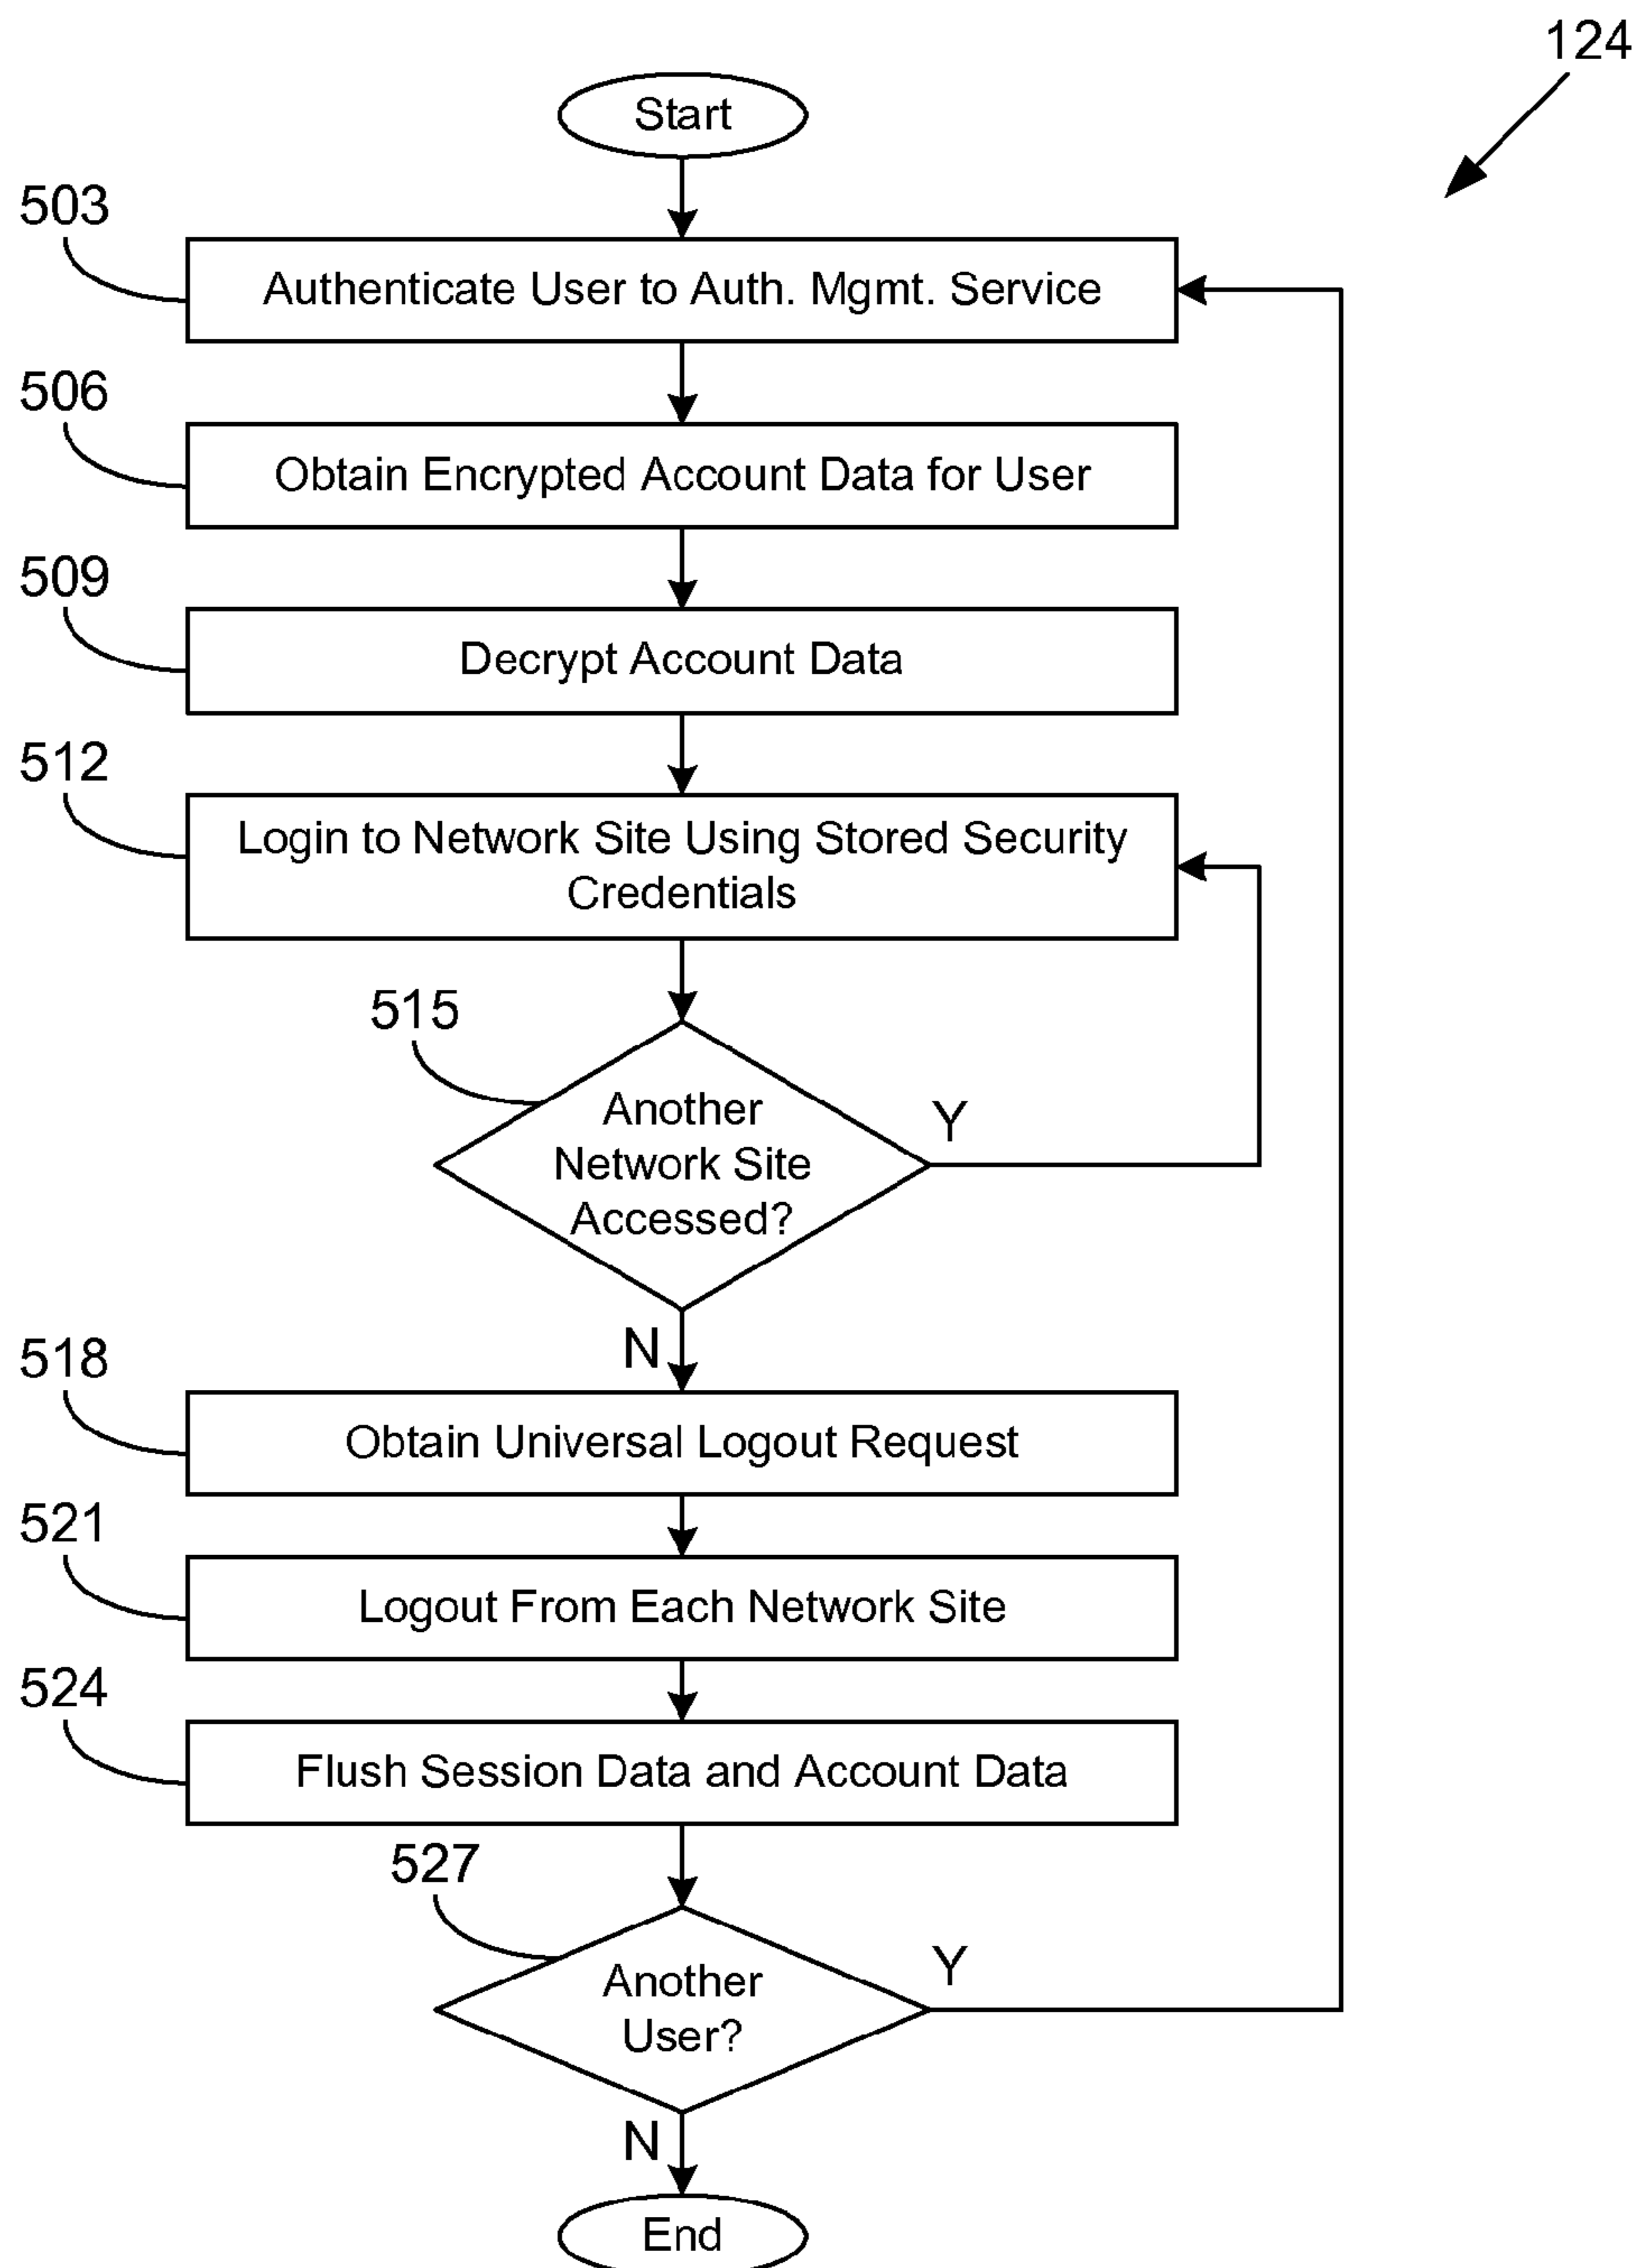 124
Start
503
Authenticate User to Auth. Mgmt. Service
506
Obtain Encrypted Account Data for User
509
Decrypt Account Data
512
Login to Network Site Using Stored Security
Credentials
515
Another
Network Site
Accessed?
Y
N
518
Obtain Universal Logout Request
521
Logout From Each Network Site
524
Flush Session Data and Account Data
527
Another
User?
Y
N
End